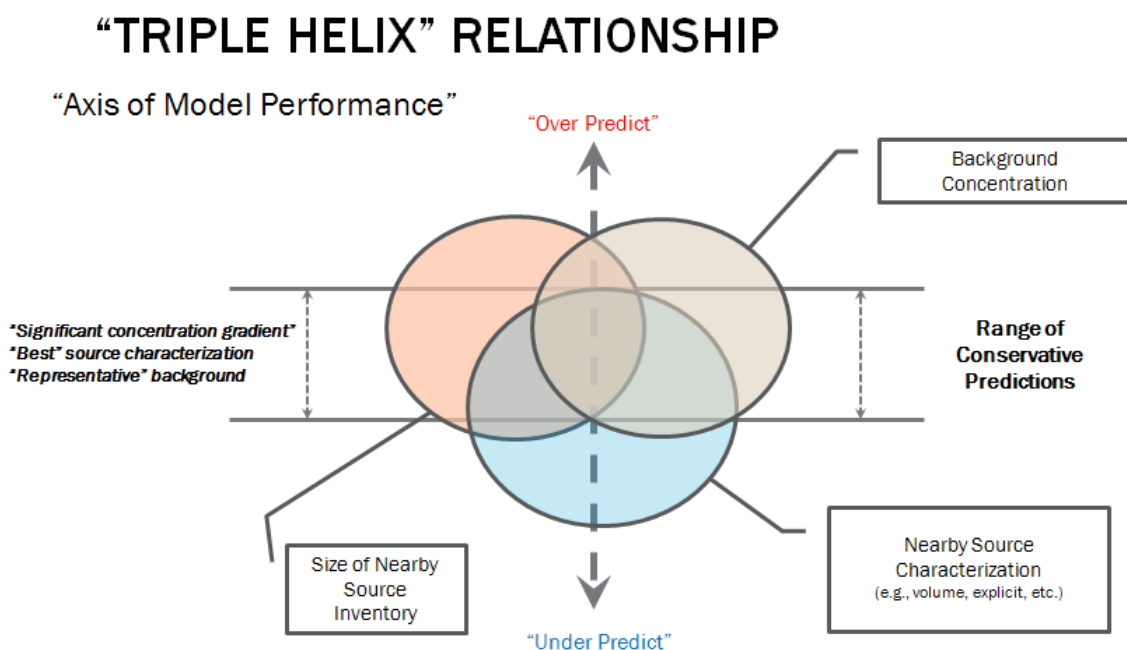 “TRIPLE HELIX” RELATIONSHIP
“Axis of Model Performance”
“Over Predict”
Background
Concentration
“Significant concentration gradient”
“Best” source characterization
“Representative” background
Range of
Conservative
Predictions
Size of Nearby
Source
Inventory
Nearby Source
Characterization
(e.g., volume, explicit, etc.)
“Under Predict”